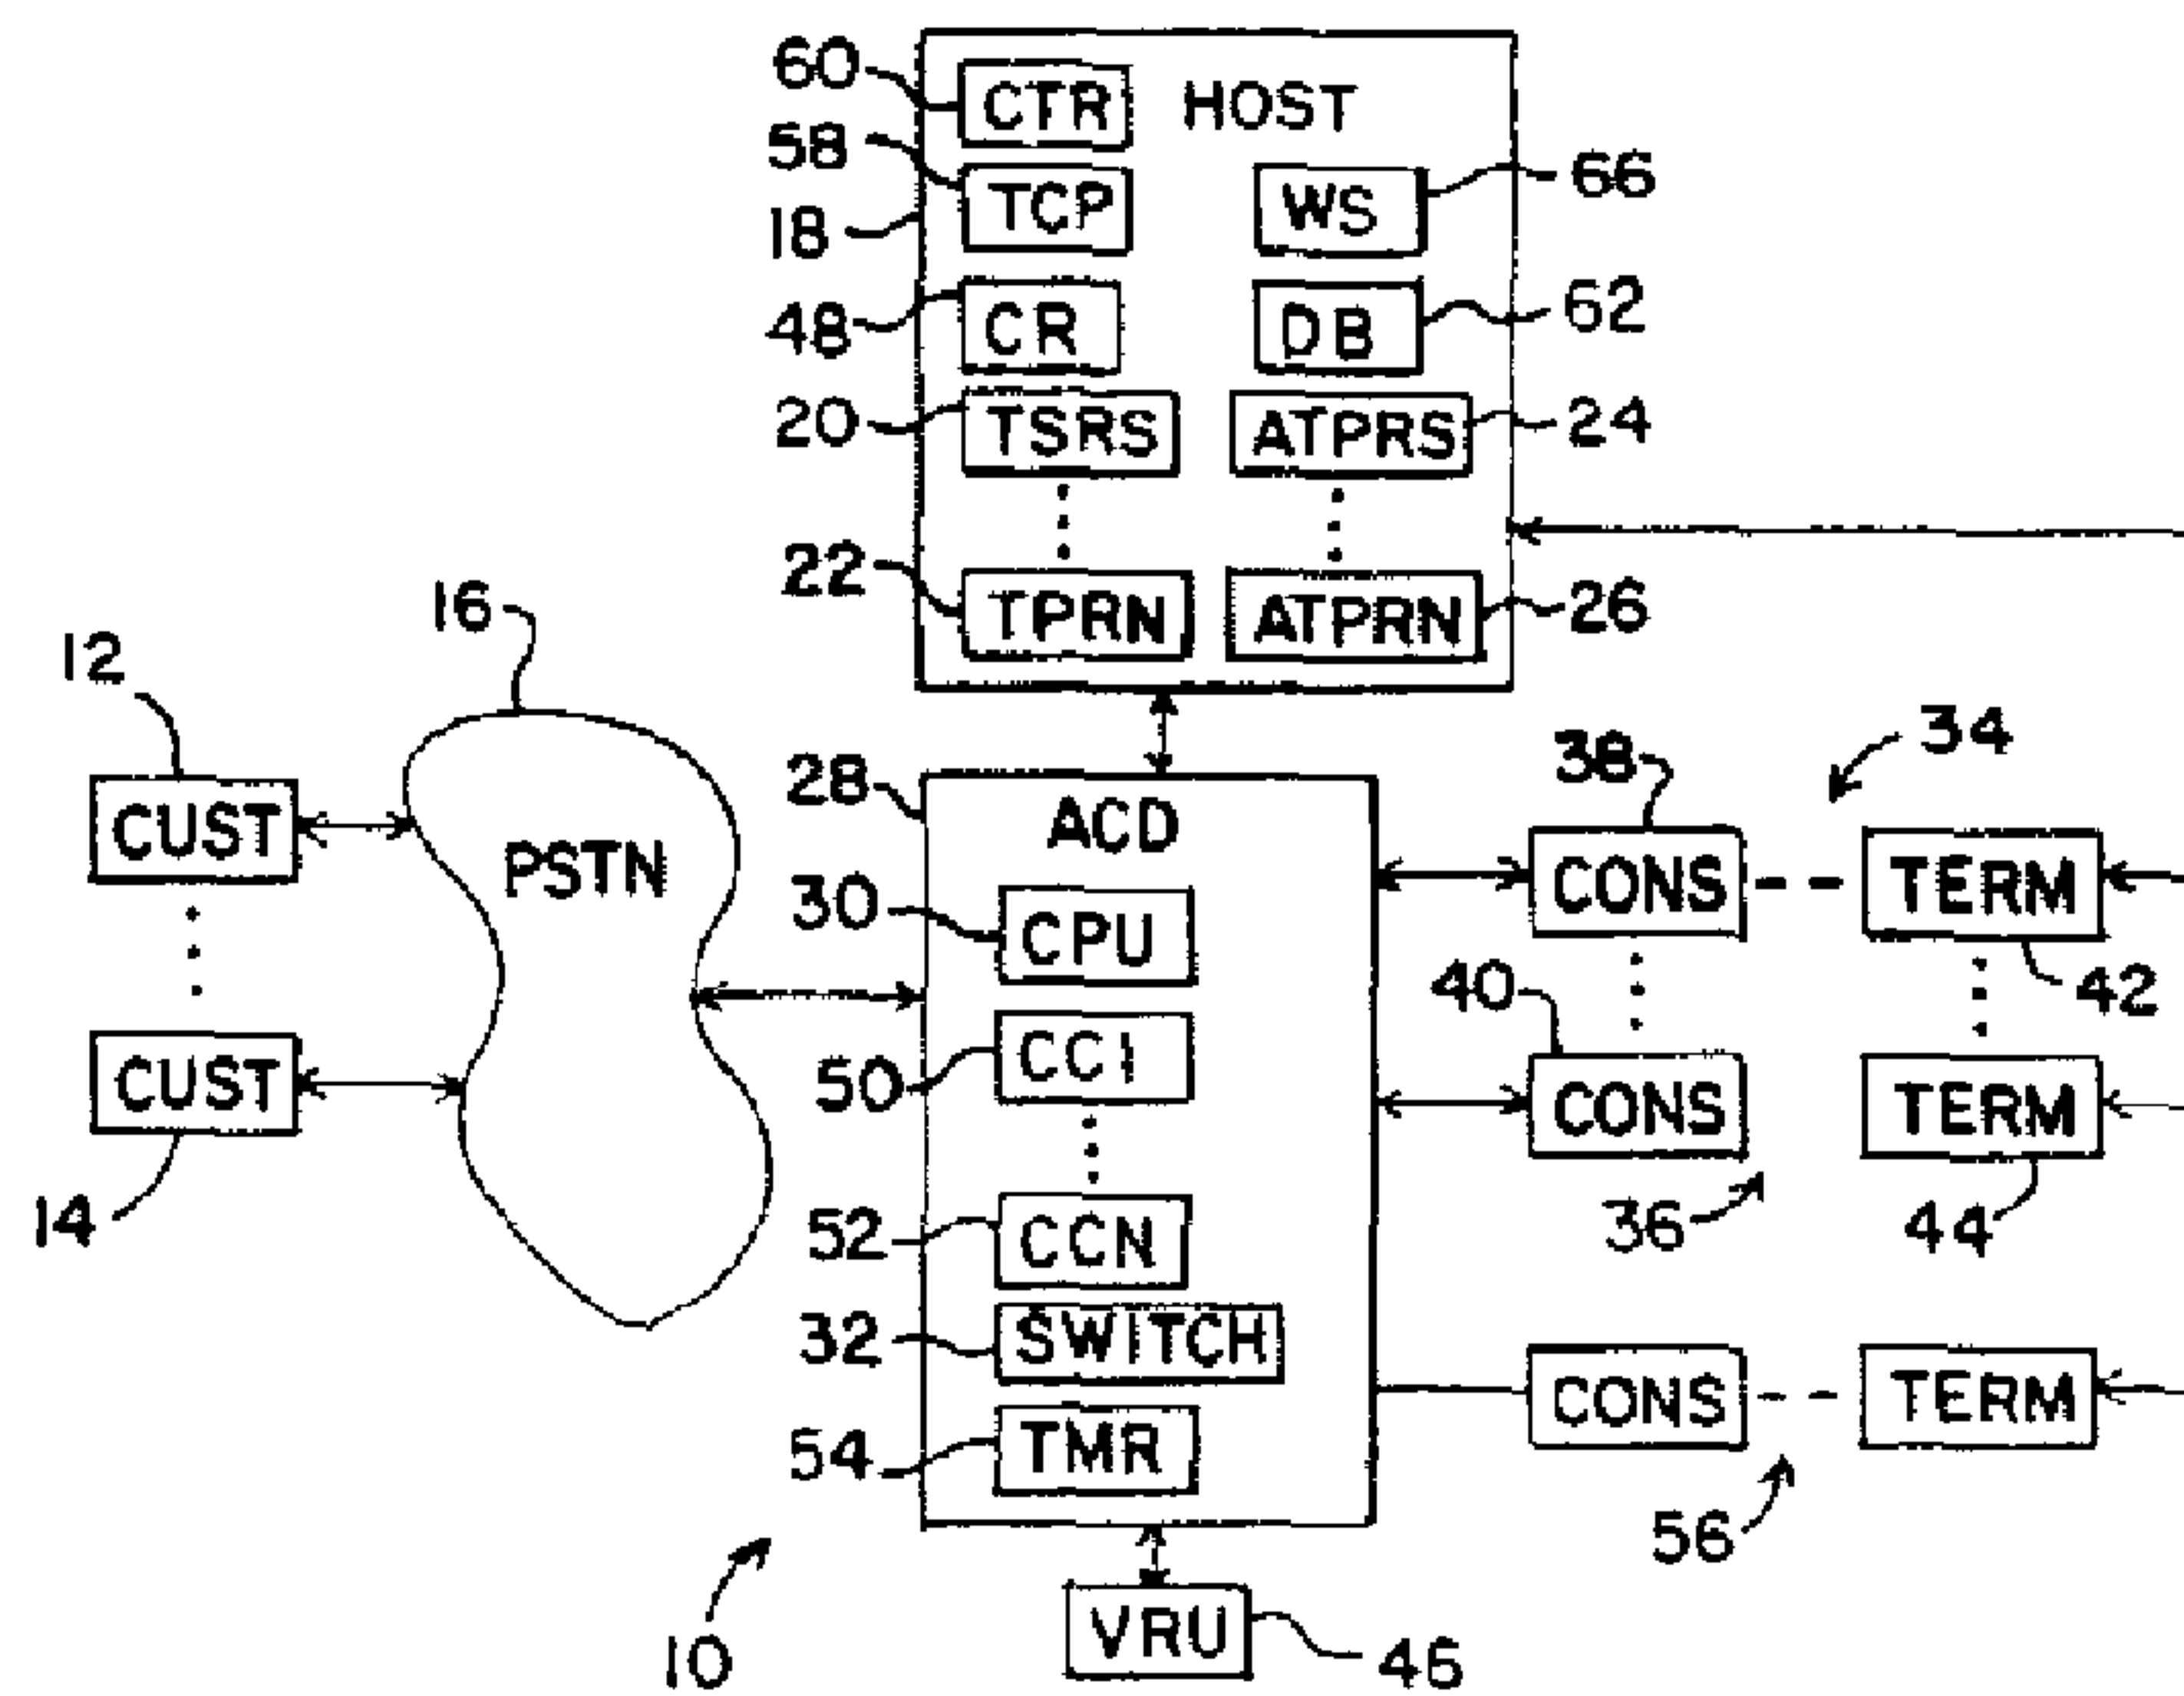 60 CTR HOST
58 TCP WS 66
18
48 CR DB 62
20 TSRS ATPRS 24
22 TPRN ATPRN 26
16
12
34
38
28 ACD
CUST PSTN
30 CPU CONS TERM
40 42
50 CC1
CUST CONS TERM
14 52 CCN 36 44
32 SWITCH
CONS TERM
54 TMR
56
10 VRU 46